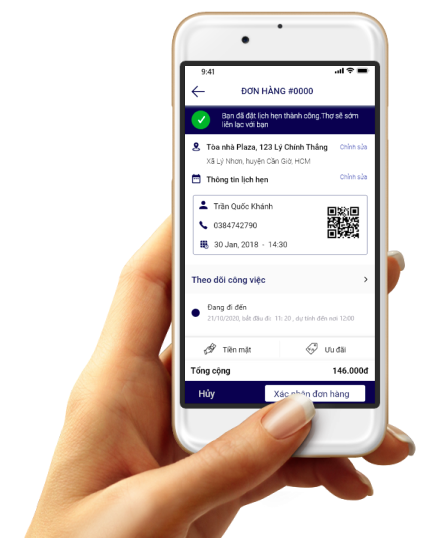 9:41
ĐƠN HÀNG #0000
Bạn đã đặt lịch hẹn thành công.Thợ sẽ sớm
liên lạc với bạn
Tòa nhà Plaza, 123 Lý Chính Thắng
Chỉnh sửa
Xã Lý Nhơn, huyện Cần Giờ, HCM
Thông tin lịch hẹn
Chỉnh sửa
Trần Quốc Khánh
0384742790
30 Jan, 2018 - 14:30
Theo dõi công việc
Đang đi đến
21/10/2020, bắt đầu đi: 11: 20 , dự tính đến nơi 12:00
Tiền mặt
Ưu đãi
Tổng cộng
146.000đ
Hủy
Xác nhận đơn hàng